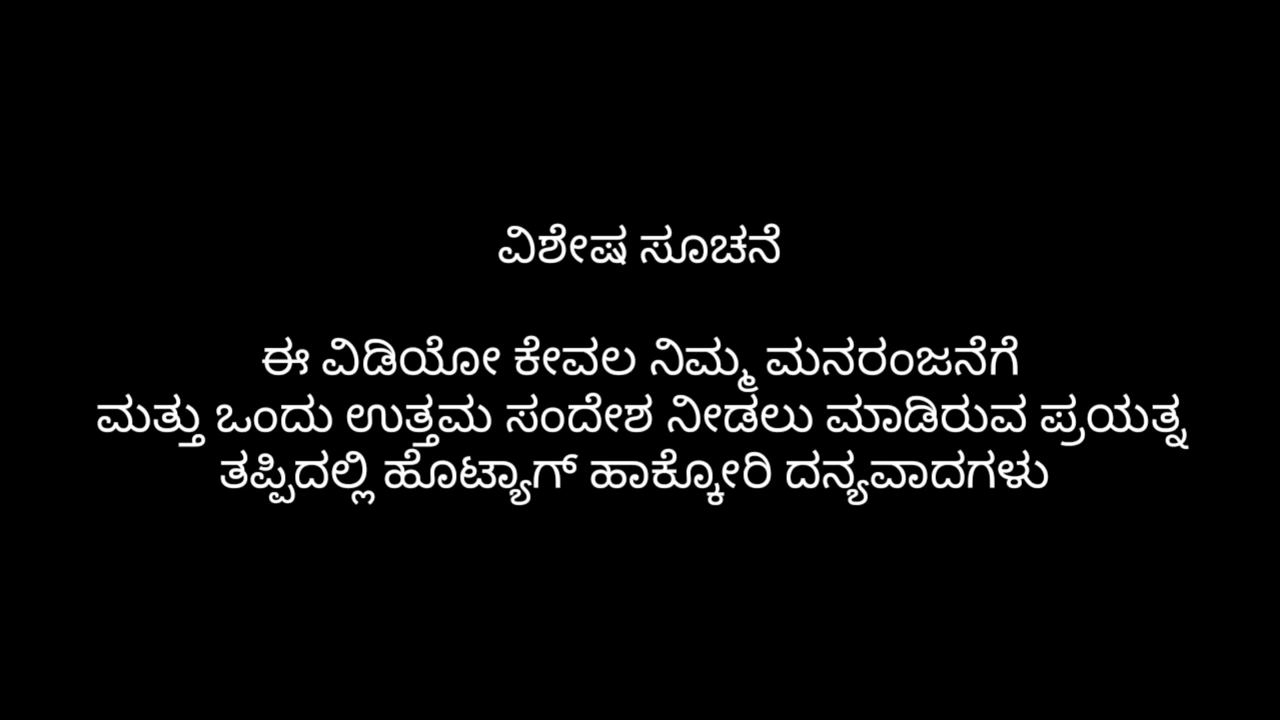 ವಿಶೇಷ ಸೂಚನೆ
ಈ ವಿಡಿಯೋ ಕೇವಲ ನಿಮ್ಮ ಮನರಂಜನೆಗೆ
ಮತ್ತು ಒಂದು ಉತ್ತಮ ಸಂದೇಶ ನೀಡಲು ಮಾಡಿರುವ ಪ್ರಯತ್ನ
ತಪ್ಪಿದಲ್ಲಿ ಹೊಟ್ಯಾಗ್ ಹಾಕ್ಕೋರಿ ದನ್ಯವಾದಗಳು